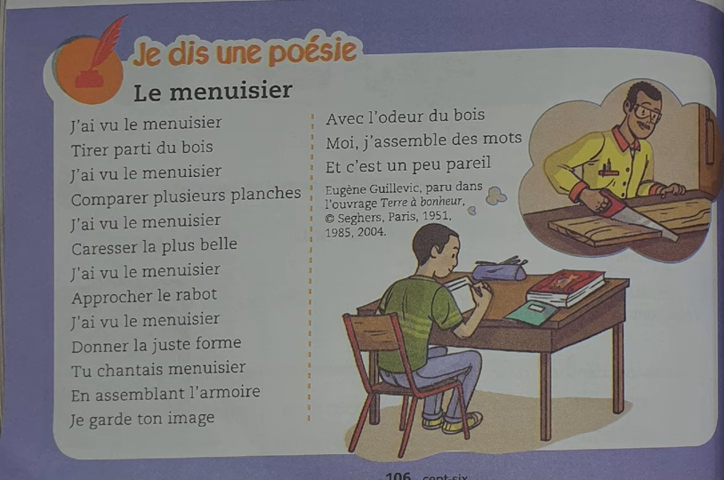 Je dis une poésie
Le menuisier
J'ai vu le menuisier
Tirer parti du bois
J'ai vu le menuisier
Comparer plusieurs planches
J'ai vu le menuisier
Caresser la plus belle
J'ai vu le menuisier
Approcher le rabot
J'ai vu le menuisier
Donner la juste forme
Tu chantais menuisier
En assemblant l'armoire
Je garde ton image
Avec l'odeur du bois
Moi, j'assemble des mots
Et c'est un peu pareil
Eugène Guillevic, paru dans
l'ouvrage Terre à bonheur,
© Seghers, Paris, 1951,
1985, 2004.
106 cent-six